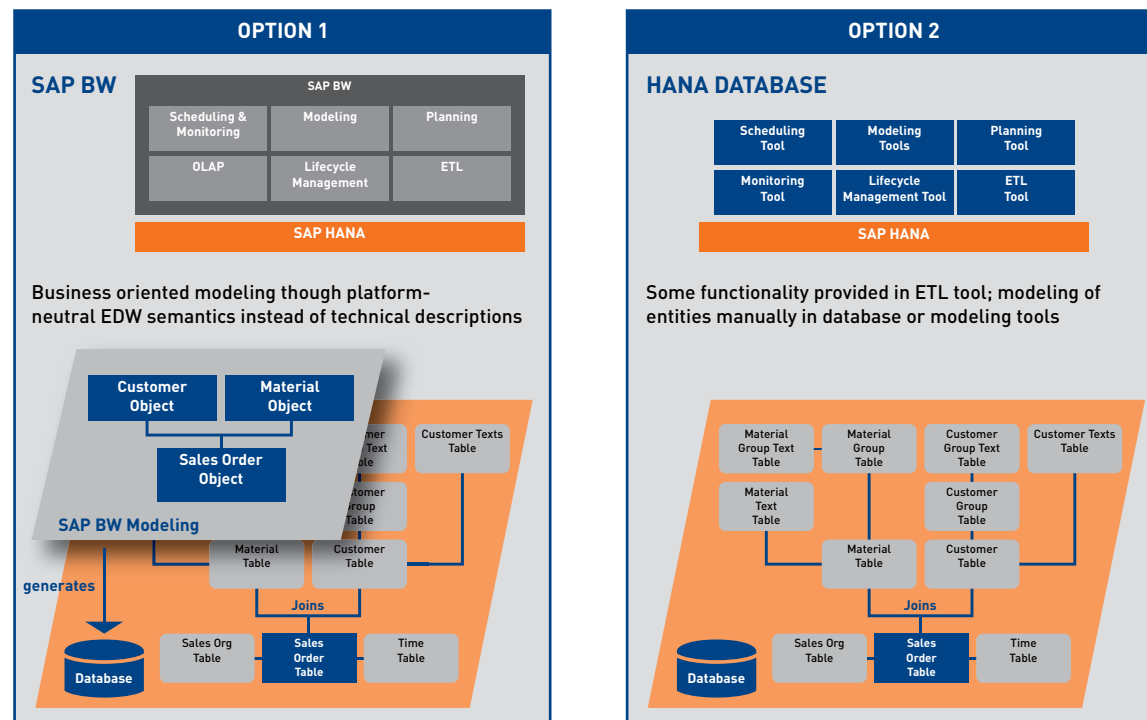 OPTION 1
SAP BW
SAP BW
Scheduling &
Monitoring
Modeling
Planning
OLAP
Lifecycle
Management
ETL
SAP HANA
Business oriented modeling though platform-
neutral EDW semantics instead of technical descriptions
Customer
Object
Material
Object
Sales Order
Object
SAP BW Modeling
Customer Texts
Table
Material
Table
Customer
Table
generates
Joins
Database
Sales Org
Table
Sales
Order
Table
Time
Table
OPTION 2
HANA DATABASE
Scheduling
Tool
Modeling
Tools
Planning
Tool
Monitoring
Tool
Lifecycle
Management Tool
ETL
Tool
SAP HANA
Some functionality provided in ETL tool; modeling of
entities manually in database or modeling tools
Material
Group Text
Table
Material
Group
Table
Customer
Group Text
Table
Customer Texts
Table
Material
Text
Table
Customer
Group
Table
Material
Table
Customer
Table
Joins
Database
Sales Org
Table
Sales
Order
Table
Time
Table